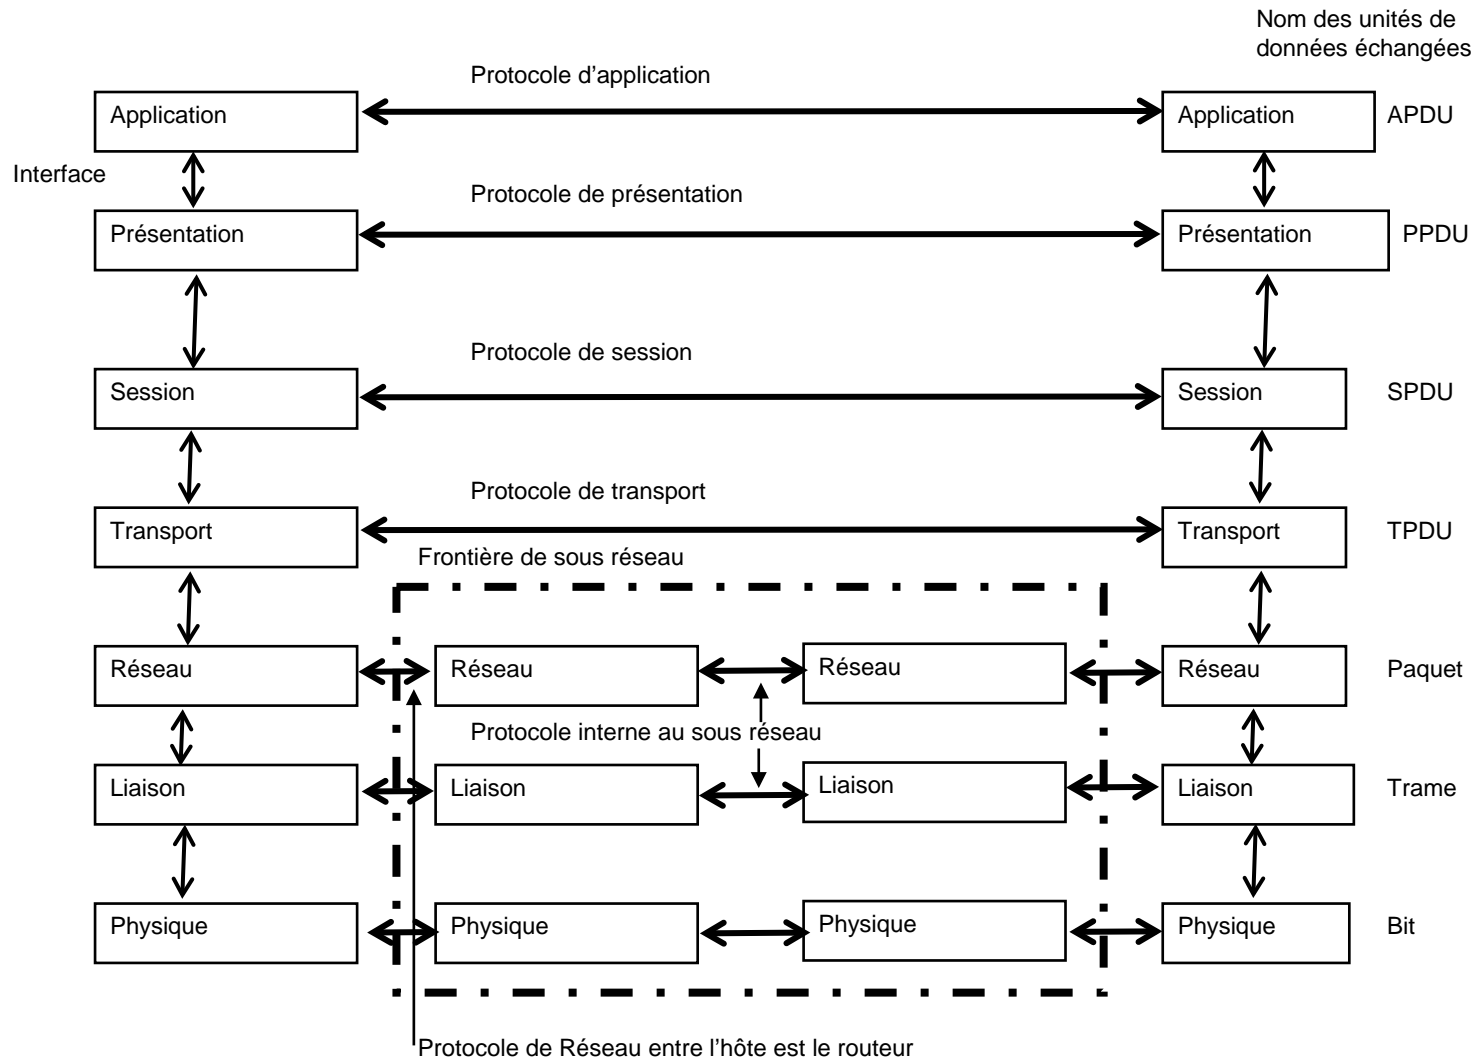 Nom des unités de
données échangées
Protocole d'application
Application
Application
APDU
Interface
Protocole de présentation
Présentation
Présentation
PPDU
Protocole de session
Session
Session
SPDU
Protocole de transport
Transport
Transport
TPDU
Frontière de sous réseau
Réseau
Réseau
Réseau
Réseau
Paquet
Protocole interne au sous réseau
Liaison
Liaison
Liaison
Liaison
Trame
Physique
Physique
Physique
Physique
Bit
Protocole de Réseau entre l'hôte est le routeur